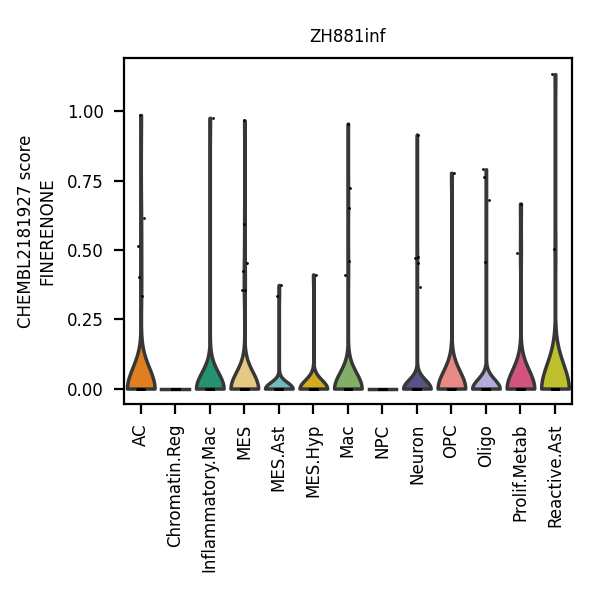 ZH881inf
CHEMBL2181927 score
FINERENONE
1.00
0.75
0.50
0.25
0.00
AC
Chromatin.Reg
Inflammatory.Mac
MES
MES.Ast
MES.Hyp
Mac
NPC
Neuron
OPC
Oligo
Prolif.Metab
Reactive.Ast